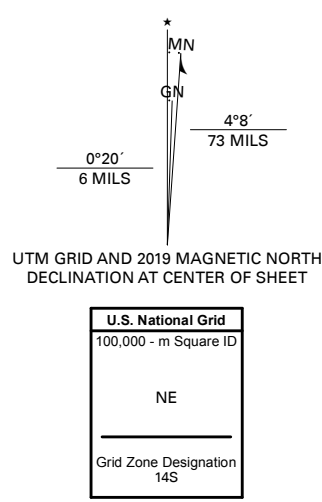 ★
MN
GN
4°8´
73 MILS
0°20´
6 MILS
UTM GRID AND 2019 MAGNETIC NORTH
DECLINATION AT CENTER OF SHEET
U.S. National Grid
100,000 - m Square ID
NE
Grid Zone Designation
14S